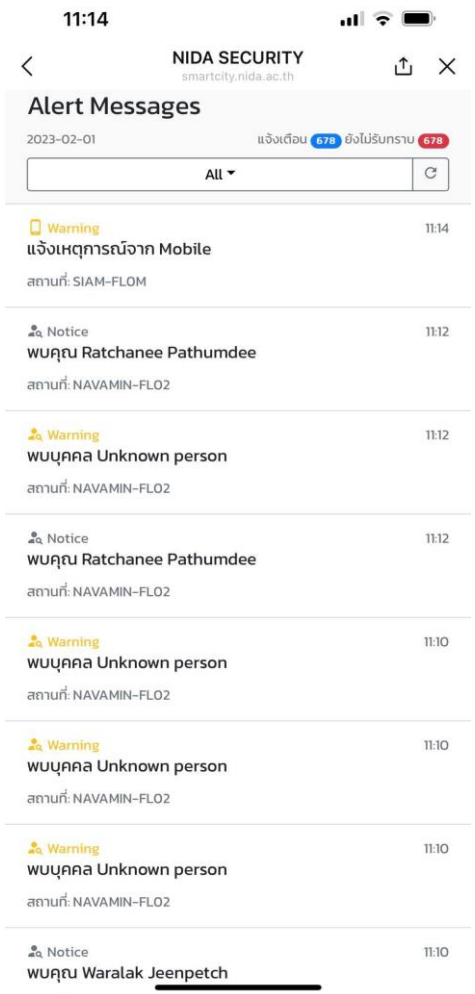 11:14
NIDA SECURITY
smartcity.nida.ac.th
Alert Messages
2023-02-01 แจ้งเตือน 678 ยังไม่รับทราบ 678
All
Warning 11:14
แจ้งเหตุการณ์จาก Mobile
สถานที่: SIAM-FLOM
Notice 11:12
พบคุณ Ratchanee Pathumdee
สถานที่: NAVAMIN-FL02
Warning 11:12
พบบุคคล Unknown person
สถานที่: NAVAMIN-FL02
Notice 11:12
พบคุณ Ratchanee Pathumdee
สถานที่: NAVAMIN-FL02
Warning 11:10
พบบุคคล Unknown person
สถานที่: NAVAMIN-FL02
Warning 11:10
พบบุคคล Unknown person
สถานที่: NAVAMIN-FL02
Warning 11:10
พบบุคคล Unknown person
สถานที่: NAVAMIN-FL02
Notice 11:10
พบคุณ Waralak Jeenpetch